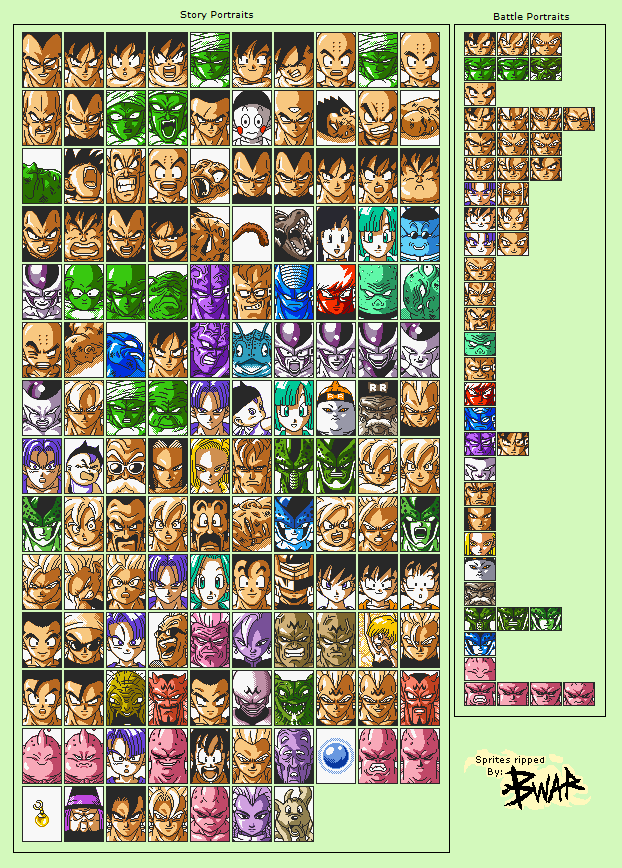 Story Portraits
Battle Portraits
R R
Sprites ripped
By:
BWAR